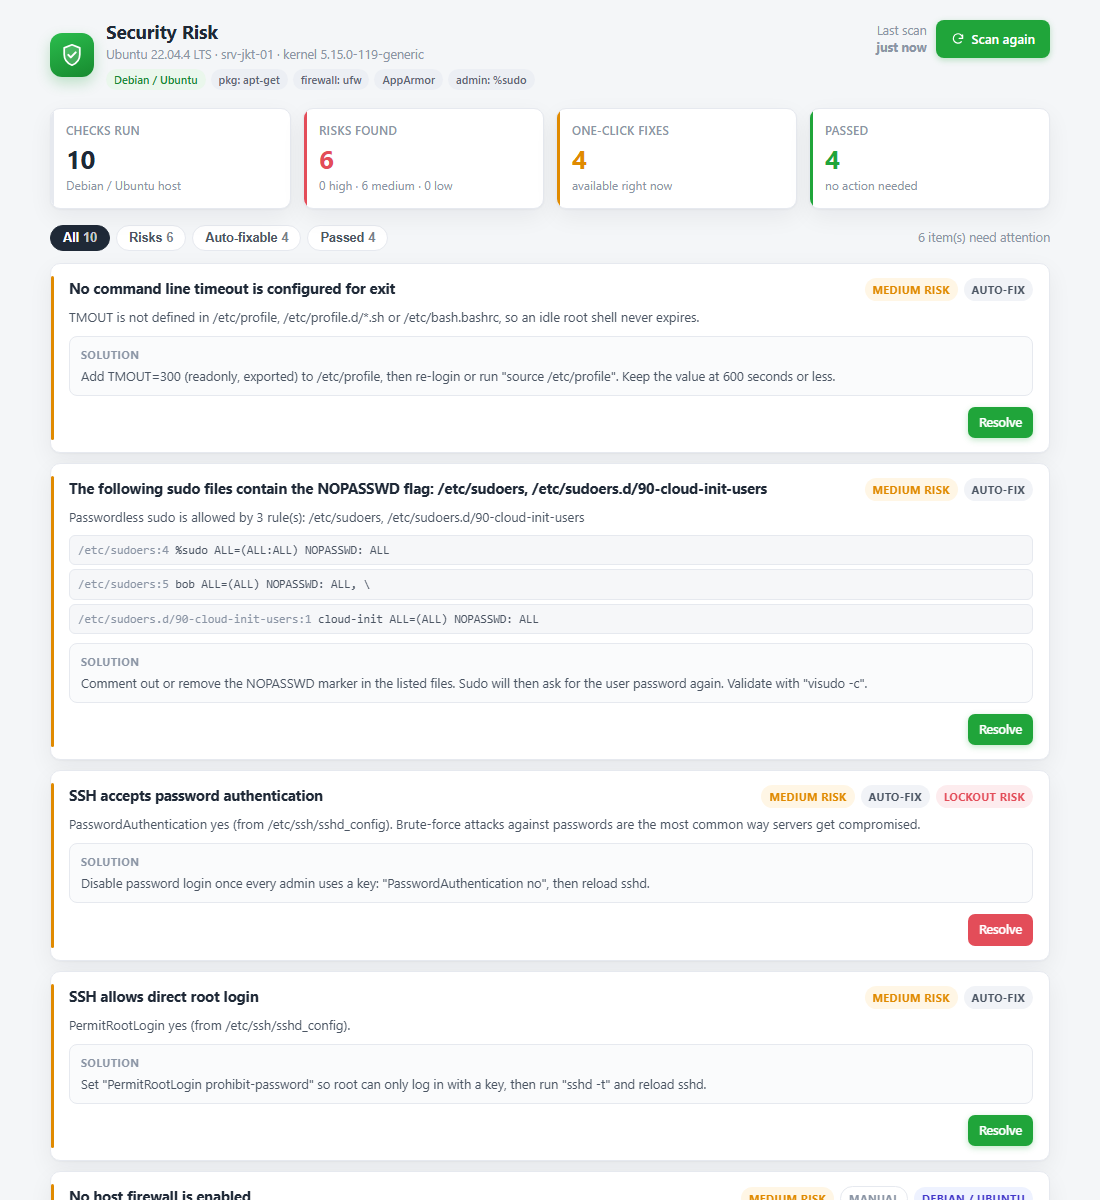 Security Risk
Ubuntu 22.04.4 LTS · srv-jkt-01 · kernel 5.15.0-119-generic
Debian / Ubuntu pkg: apt-get firewall: ufw AppArmor admin: %sudo
Last scan
just now
Scan again
CHECKS RUN
10
Debian / Ubuntu host
RISKS FOUND
6
0 high · 6 medium · 0 low
ONE-CLICK FIXES
4
available right now
PASSED
4
no action needed
All 10 Risks 6 Auto-fixable 4 Passed 4
6 item(s) need attention
No command line timeout is configured for exit
MEDIUM RISK AUTO-FIX
TMOUT is not defined in /etc/profile, /etc/profile.d/*.sh or /etc/bash.bashrc, so an idle root shell never expires.
SOLUTION
Add TMOUT=300 (readonly, exported) to /etc/profile, then re-login or run "source /etc/profile". Keep the value at 600 seconds or less.
Resolve
The following sudo files contain the NOPASSWD flag: /etc/sudoers, /etc/sudoers.d/90-cloud-init-users
MEDIUM RISK AUTO-FIX
Passwordless sudo is allowed by 3 rule(s): /etc/sudoers, /etc/sudoers.d/90-cloud-init-users
/etc/sudoers:4 %sudo ALL=(ALL:ALL) NOPASSWD: ALL
/etc/sudoers:5 bob ALL=(ALL) NOPASSWD: ALL, \
/etc/sudoers.d/90-cloud-init-users:1 cloud-init ALL=(ALL) NOPASSWD: ALL
SOLUTION
Comment out or remove the NOPASSWD marker in the listed files. Sudo will then ask for the user password again. Validate with "visudo -c".
Resolve
SSH accepts password authentication
MEDIUM RISK AUTO-FIX LOCKOUT RISK
PasswordAuthentication yes (from /etc/ssh/sshd_config). Brute-force attacks against passwords are the most common way servers get compromised.
SOLUTION
Disable password login once every admin uses a key: "PasswordAuthentication no", then reload sshd.
Resolve
SSH allows direct root login
MEDIUM RISK AUTO-FIX
PermitRootLogin yes (from /etc/ssh/sshd_config).
SOLUTION
Set "PermitRootLogin prohibit-password" so root can only log in with a key, then run "sshd -t" and reload sshd.
Resolve
No host firewall is enabled
MEDIUM RISK MANUAL DEBIAN / UBUNTU